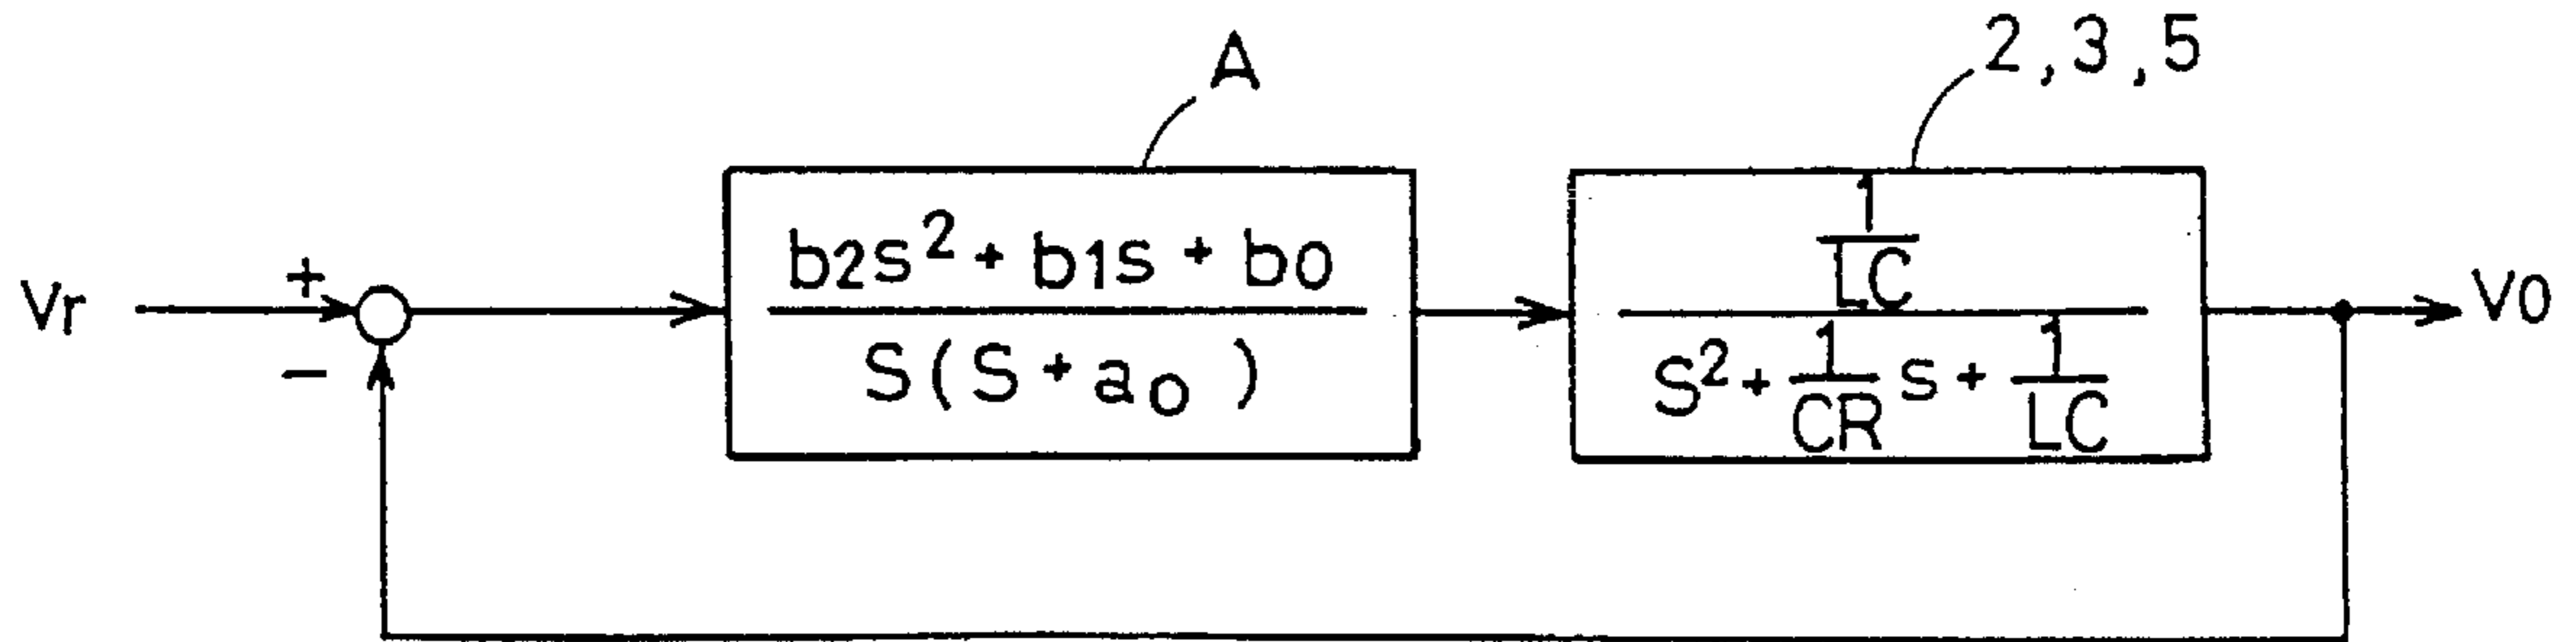 A
2,3,5
Vr
+
−
b2s² + b1s + b0
S(S + a0)
1
LC
S² + 1/CR s + 1/LC
V0